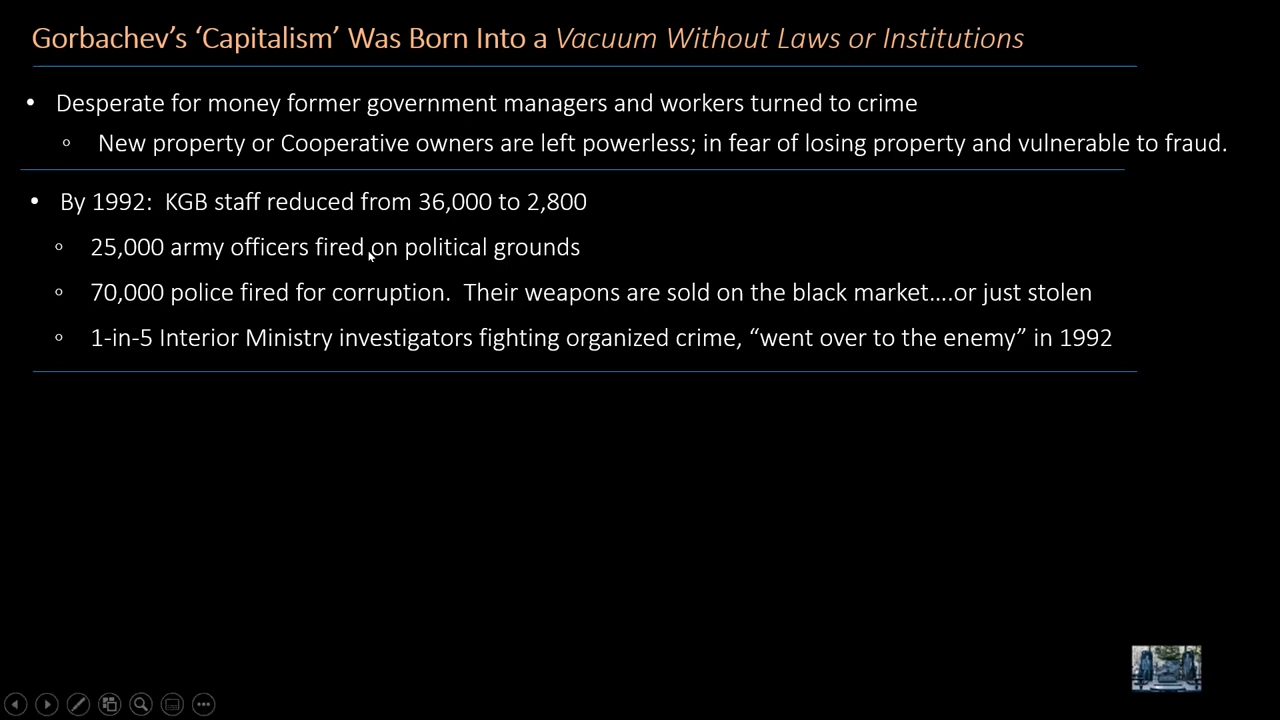 Gorbachev’s ‘Capitalism’ Was Born Into a Vacuum Without Laws or Institutions
• Desperate for money former government managers and workers turned to crime
◦ New property or Cooperative owners are left powerless; in fear of losing property and vulnerable to fraud.
• By 1992:  KGB staff reduced from 36,000 to 2,800
◦ 25,000 army officers fired on political grounds
◦ 70,000 police fired for corruption.  Their weapons are sold on the black market….or just stolen
◦ 1-in-5 Interior Ministry investigators fighting organized crime, “went over to the enemy” in 1992